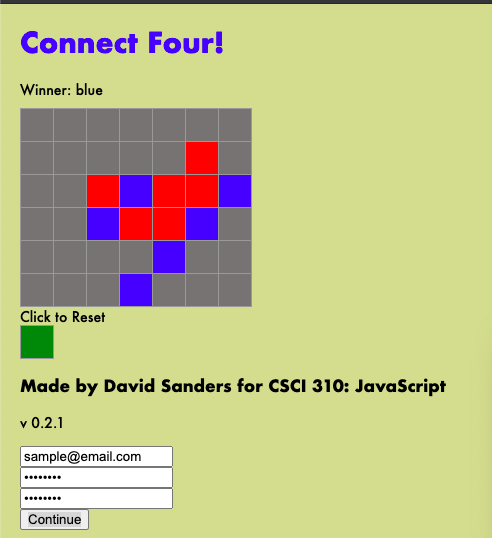 Connect Four!
Winner: blue
Click to Reset
Made by David Sanders for CSCI 310: JavaScript
v 0.2.1
sample@email.com
••••••••
••••••••
Continue